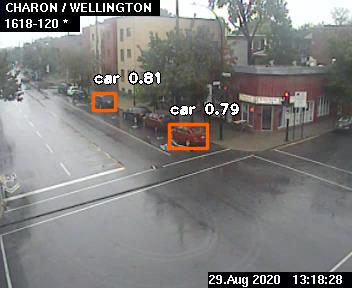 CHARON / WELLINGTON
1618-120 *
car 0.81
car 0.79
29.Aug 2020 13:18:28